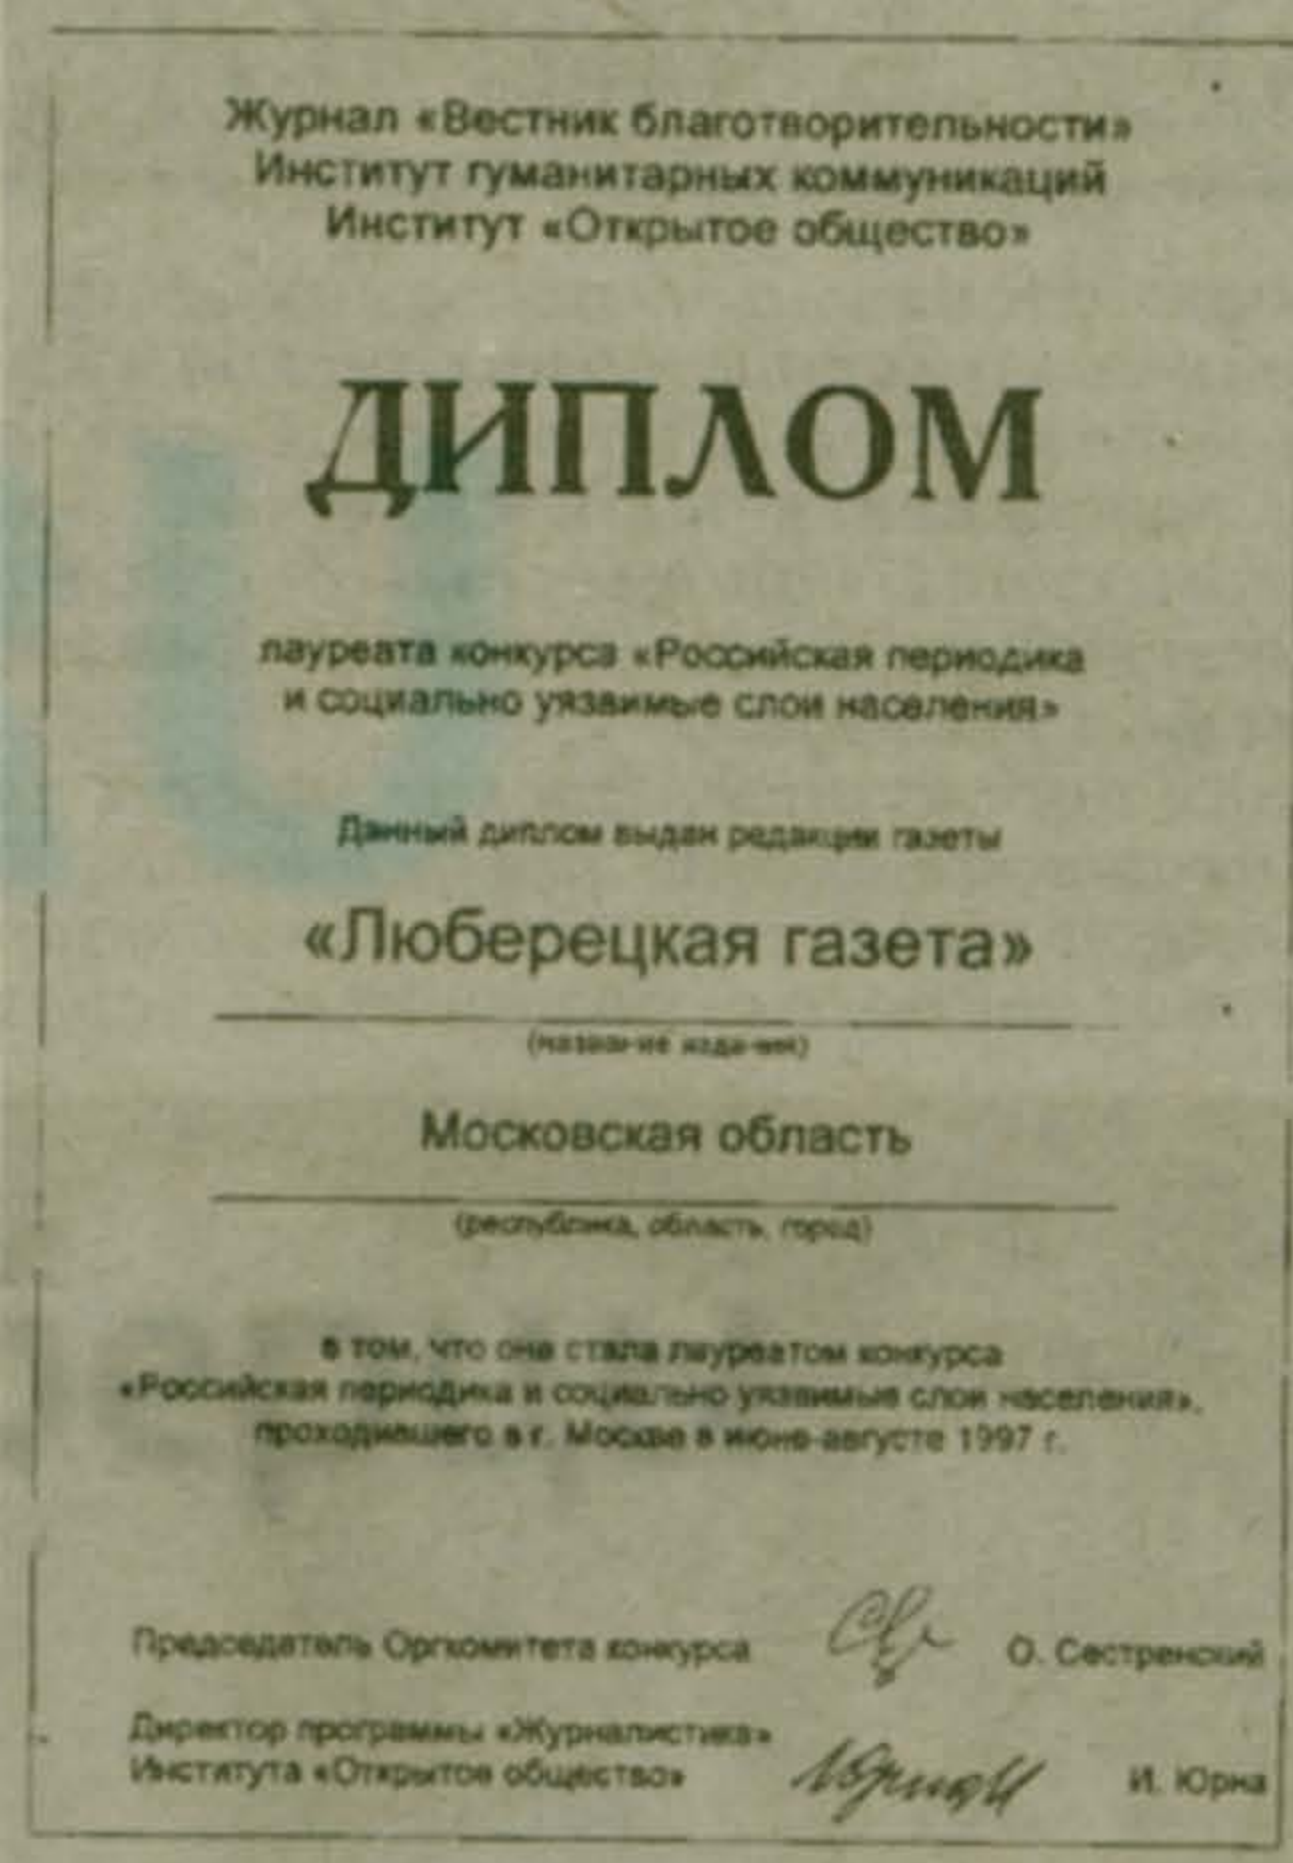 Журнал «Вестник благотворительности»
Институт гуманитарных коммуникаций
Институт «Открытое общество»
ДИПЛОМ
лауреата конкурса «Российская периодика
и социально уязвимые слои населения»
Данный диплом выдан редакции газеты
«Люберецкая газета»
(название издания)
Московская область
(республика, область, город)
в том, что она стала лауреатом конкурса
«Российская периодика и социально уязвимые слои населения»,
проходившего в г. Москве в июне-августе 1997 г.
Председатель Оргкомитета конкурса О. Сестренский
Директор программы «Журналистика»
Института «Открытое общество» И. Юрна